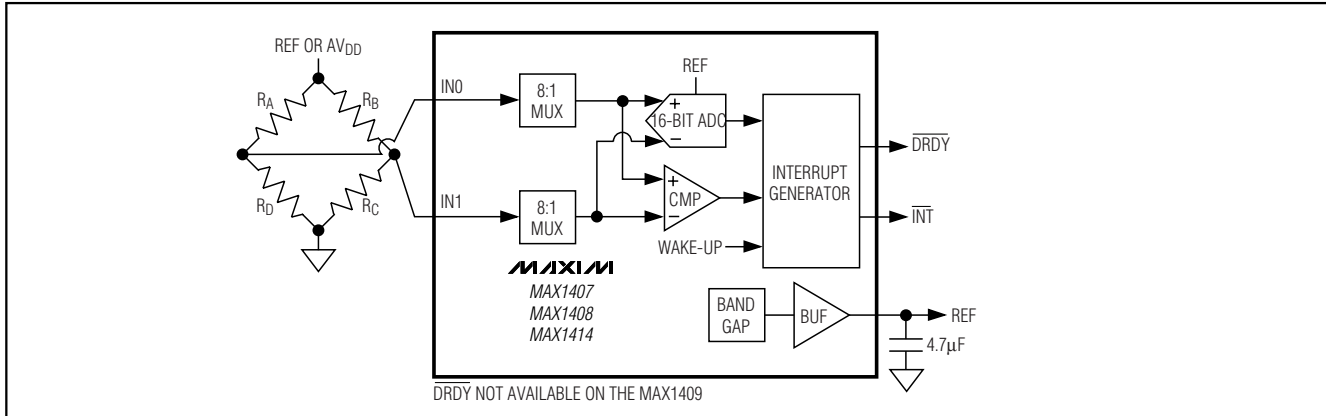 REF OR AVDD
RA
RB
RD
RC
IN0
8:1
MUX
REF
+
16-BIT ADC
−
IN1
8:1
MUX
+
CMP
−
WAKE-UP
INTERRUPT
GENERATOR
DRDY
INT
MAXIM
MAX1407
MAX1408
MAX1414
BAND
GAP
BUF
REF
4.7μF
DRDY NOT AVAILABLE ON THE MAX1409